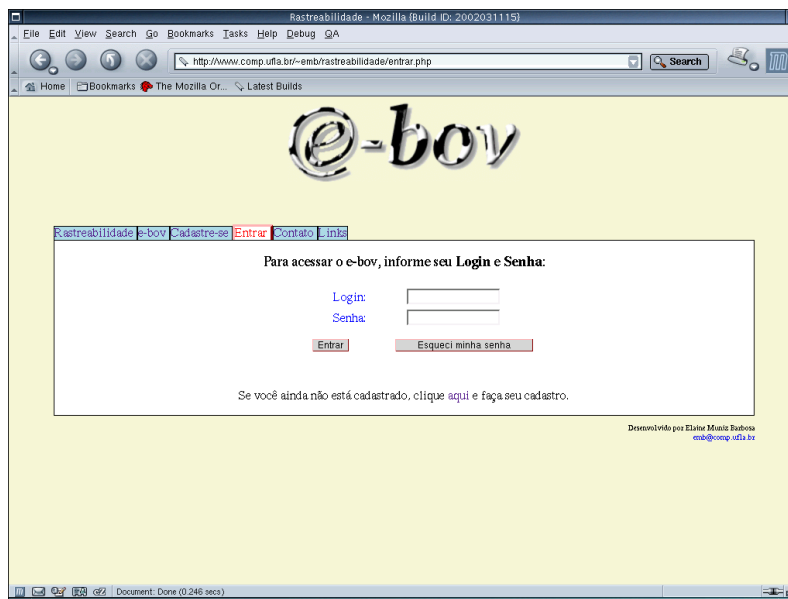 Rastreabilidade - Mozilla {Build ID: 2002031115}
File Edit View Search Go Bookmarks Tasks Help Debug QA
http://www.comp.ufla.br/~emb/rastreabilidade/entrar.php Search
Home Bookmarks The Mozilla Or... Latest Builds
e-bov
Rastreabilidade e-bov Cadastre-se Entrar Contato Links
Para acessar o e-bov, informe seu Login e Senha:
Login:
Senha:
Entrar Esqueci minha senha
Se você ainda não está cadastrado, clique aqui e faça seu cadastro.
Desenvolvido por Elaine Muniz Barbosa
emb@comp.ufla.br
Document: Done (0.246 secs)